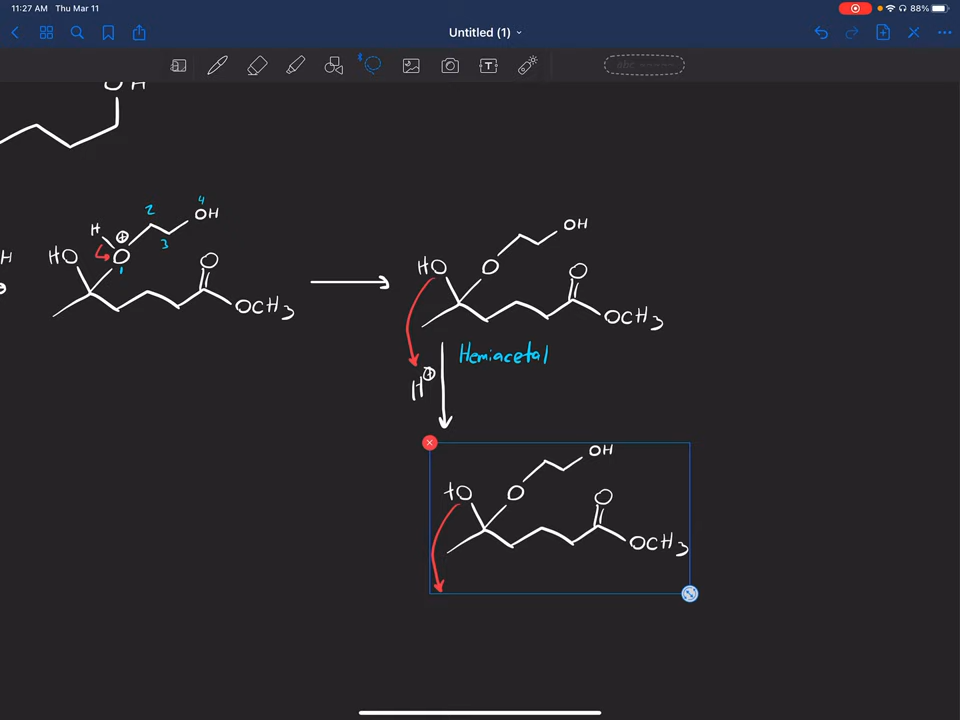 11:27 AM Thu Mar 11
88%
Untitled (1)
T
OH
H
4
OH
2
3
H
⊕
HO
O
1
O
OCH3
OH
HO
O
O
OCH3
Hemiacetal
H⊕
OH
O
O
O
OCH3